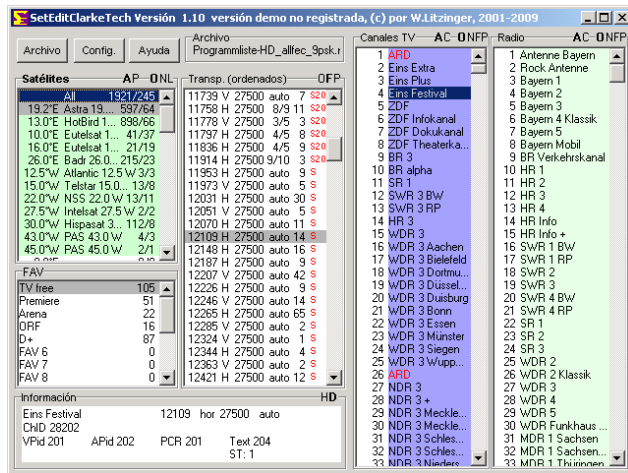 SetEditClarkeTech Versión 1.10 versión demo no registrada, (c) por W.Litzinger, 2001-2009
Archivo Config. Ayuda
Archivo
Programmliste-HD_allfec_9psk.r
Satélites AP-ONL
All 1921/245
19.2°E Astra 19.... 597/64
13.0°E HotBird 1... 898/66
10.0°E Eutelsat 1... 41/37
16.0°E Eutelsat 1... 21/19
26.0°E Badr 26.0... 215/23
12.5°W Atlantic 12.5 W 3/3
15.0°W Telstar 15.0... 13/8
22.0°W NSS 22.0 W 13/11
27.5°W Intelsat 27.5 W 2/2
30.0°W Hispasat 3... 112/8
43.0°W PAS 43.0 W 4/3
45.0°W PAS 45.0 W 2/1
FAV
TV free 105
Premiere 51
Arena 22
ORF 16
D+ 87
FAV 6 0
FAV 7 0
FAV 8 0
Transp. (ordenados) OFP
11739 V 27500 auto 7 S20
11758 H 27500 8/9 11 S20
11778 V 27500 3/5 3 S20
11797 H 27500 4/5 8 S20
11836 H 27500 4/5 9 S20
11914 H 27500 9/10 3 S20
11953 H 27500 auto 9 S
11973 V 27500 auto 5 S
12031 H 27500 auto 30 S
12051 V 27500 auto 5 S
12070 H 27500 auto 11 S
12109 H 27500 auto 14 S
12148 H 27500 auto 16 S
12187 H 27500 auto 9 S
12207 V 27500 auto 42 S
12226 H 27500 auto 9 S
12246 V 27500 auto 14 S
12265 H 27500 auto 65 S
12285 V 27500 auto 2 S
12324 V 27500 auto 1 S
12344 H 27500 auto 4 S
12363 V 27500 auto 2 S
12421 H 27500 auto 12 S
Información HD
Eins Festival 12109 hor 27500 auto
ChID 28202
VPid 201 APid 202 PCR 201 Text 204
ST: 1
Canales TV AC-ONFP
1 ARD
2 Eins Extra
3 Eins Plus
4 Eins Festival
5 ZDF
6 ZDF Infokanal
7 ZDF Dokukanal
8 ZDF Theaterka...
9 BR 3
10 BR alpha
11 SR 1
12 SWR 3 BW
13 SWR 3 RP
14 HR 3
15 WDR 3
16 WDR 3 Aachen
17 WDR 3 Bielefeld
18 WDR 3 Dortmu...
19 WDR 3 Düssel...
20 WDR 3 Duisburg
21 WDR 3 Bonn
22 WDR 3 Essen
23 WDR 3 Münster
24 WDR 3 Siegen
25 WDR 3 Wupp...
26 ARD
27 NDR 3
28 NDR 3 +
29 NDR 3 Meckle...
30 NDR 3 Meckle...
31 NDR 3 Schles...
32 NDR 3 Schles...
33 NDR 3 Nieders
Radio AC-ONFP
1 Antenne Bayern
2 Rock Antenne
3 Bayern 1
4 Bayern 2
5 Bayern 3
6 Bayern 4 Klassik
7 Bayern 5
8 Bayern Mobil
9 BR Verkehrskanal
10 HR 1
11 HR 2
12 HR 3
13 HR 4
14 HR Info
15 HR Info +
16 SWR 1 BW
17 SWR 1 RP
18 SWR 2
19 SWR 3
20 SWR 4 BW
21 SWR 4 RP
22 SR 1
23 SR 2
24 SR 3
25 WDR 2
26 WDR 2 Klassik
27 WDR 3
28 WDR 4
29 WDR 5
30 WDR Funkhaus ...
31 MDR 1 Sachsen
32 MDR 1 Sachsen...
33 MDR 1 Thüringen